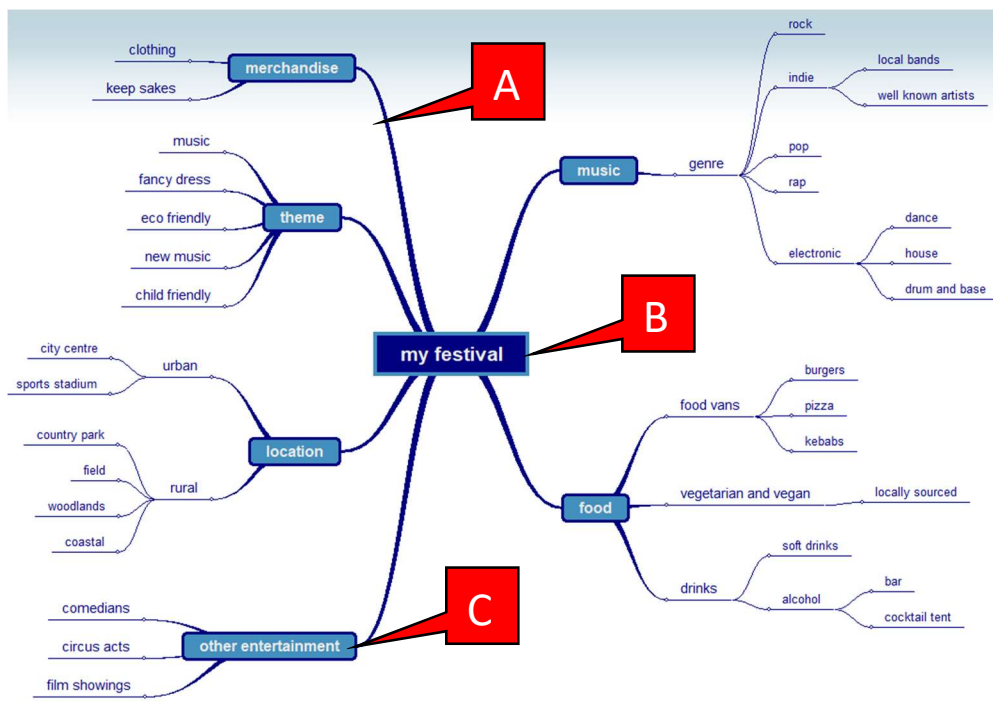 merchandise
clothing
keep sakes
A
theme
music
fancy dress
eco friendly
new music
child friendly
my festival
B
location
urban
city centre
sports stadium
rural
country park
field
woodlands
coastal
other entertainment
C
comedians
circus acts
film showings
music
genre
rock
indie
local bands
well known artists
pop
rap
electronic
dance
house
drum and base
food
food vans
burgers
pizza
kebabs
vegetarian and vegan
locally sourced
drinks
soft drinks
alcohol
bar
cocktail tent